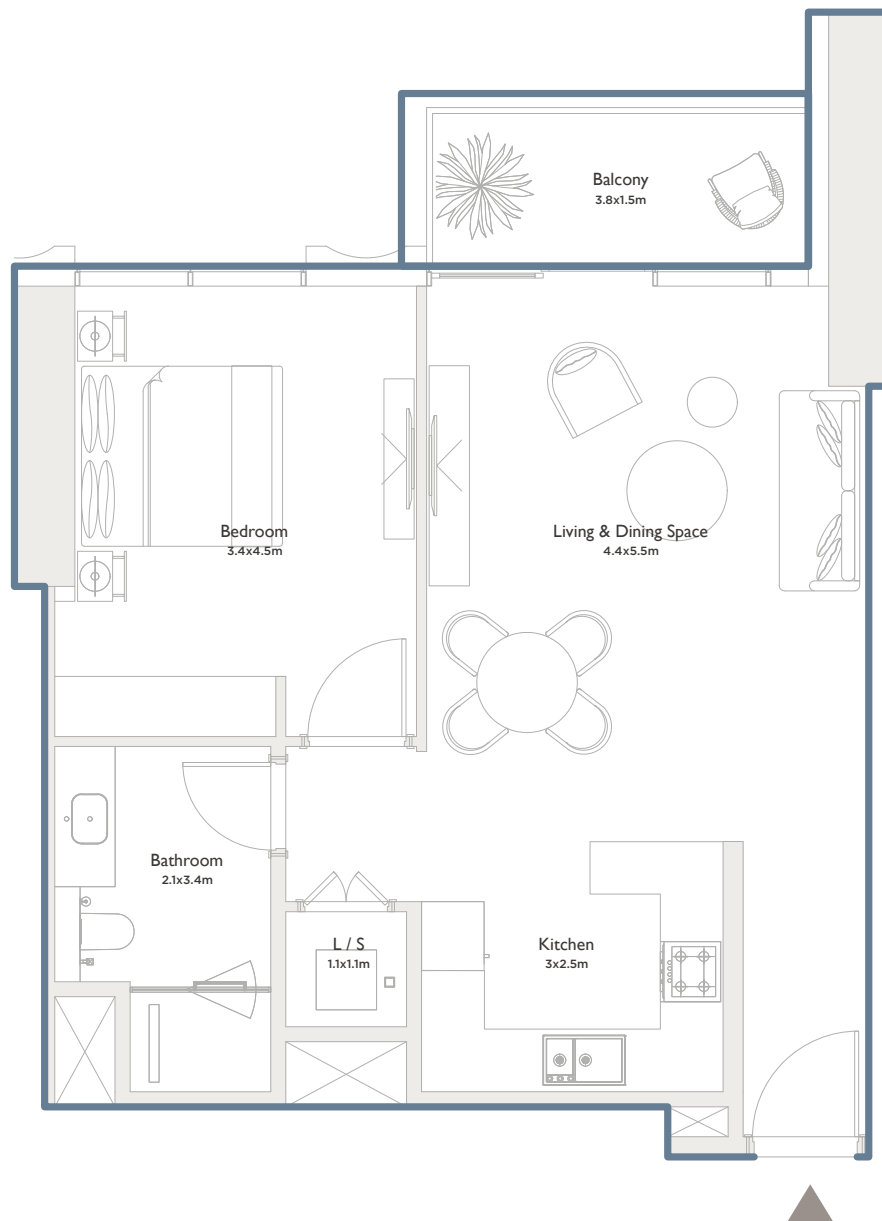 Balcony
3.8x1.5m
Bedroom
3.4x4.5m
Living & Dining Space
4.4x5.5m
Bathroom
2.1x3.4m
L / S
1.1x1.1m
Kitchen
3x2.5m